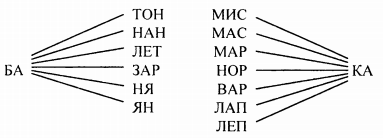 ТОН МИС
НАН МАС
ЛЕТ МАР
БА ЗАР НОР КА
НЯ ВАР
ЯН ЛАП
ЛЕП